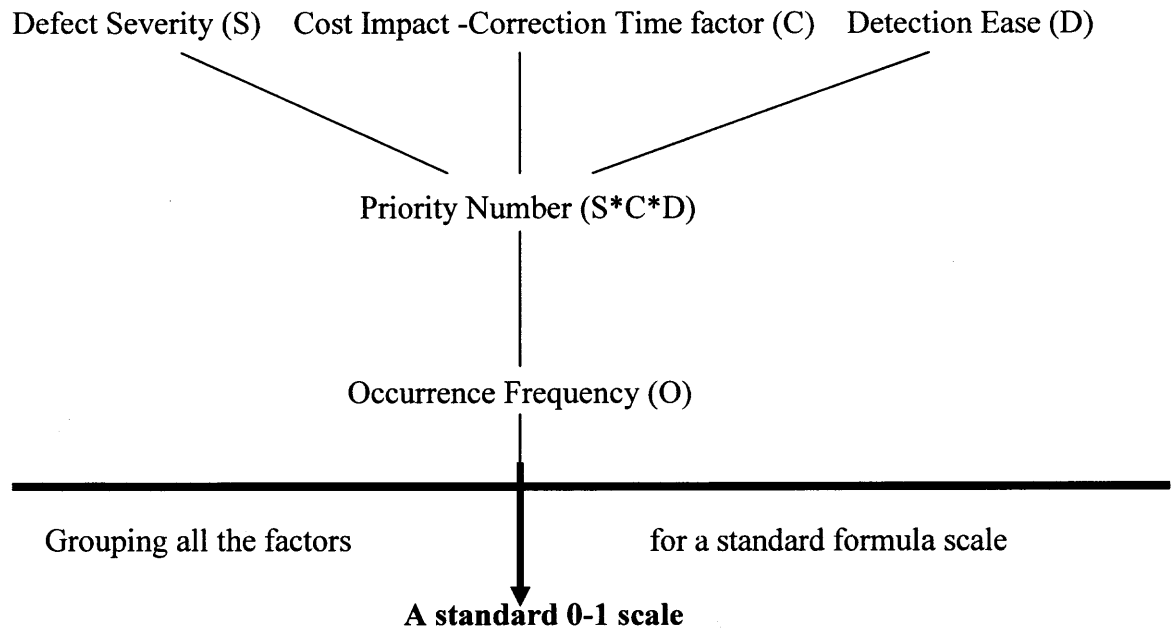 Defect Severity (S) Cost Impact -Correction Time factor (C) Detection Ease (D)
Priority Number (S*C*D)
Occurrence Frequency (O)
Grouping all the factors for a standard formula scale
A standard 0-1 scale